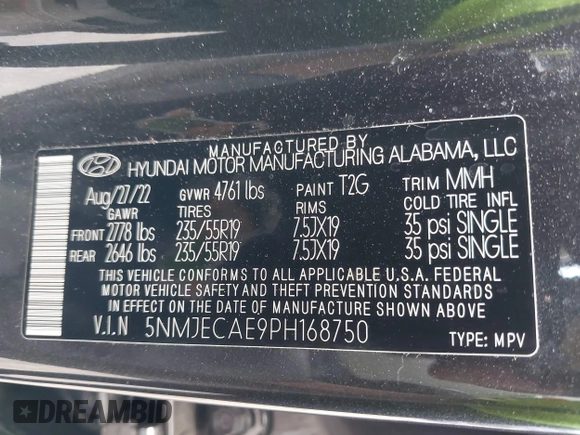 MANUFACTURED BY
HYUNDAI MOTOR MANUFACTURING ALABAMA, LLC
Aug/27/22 GVWR 4761 lbs PAINT T2G TRIM MMH
GAWR TIRES RIMS COLD TIRE INFL
FRONT 2778 lbs 235/55R19 7.5JX19 35 psi SINGLE
REAR 2646 lbs 235/55R19 7.5JX19 35 psi SINGLE
THIS VEHICLE CONFORMS TO ALL APPLICABLE U.S.A. FEDERAL
MOTOR VEHICLE SAFETY AND THEFT PREVENTION STANDARDS
IN EFFECT ON THE DATE OF MANUFACTURE SHOWN ABOVE
V.I.N 5NMJECAE9PH168750 TYPE: MPV
DREAMBID